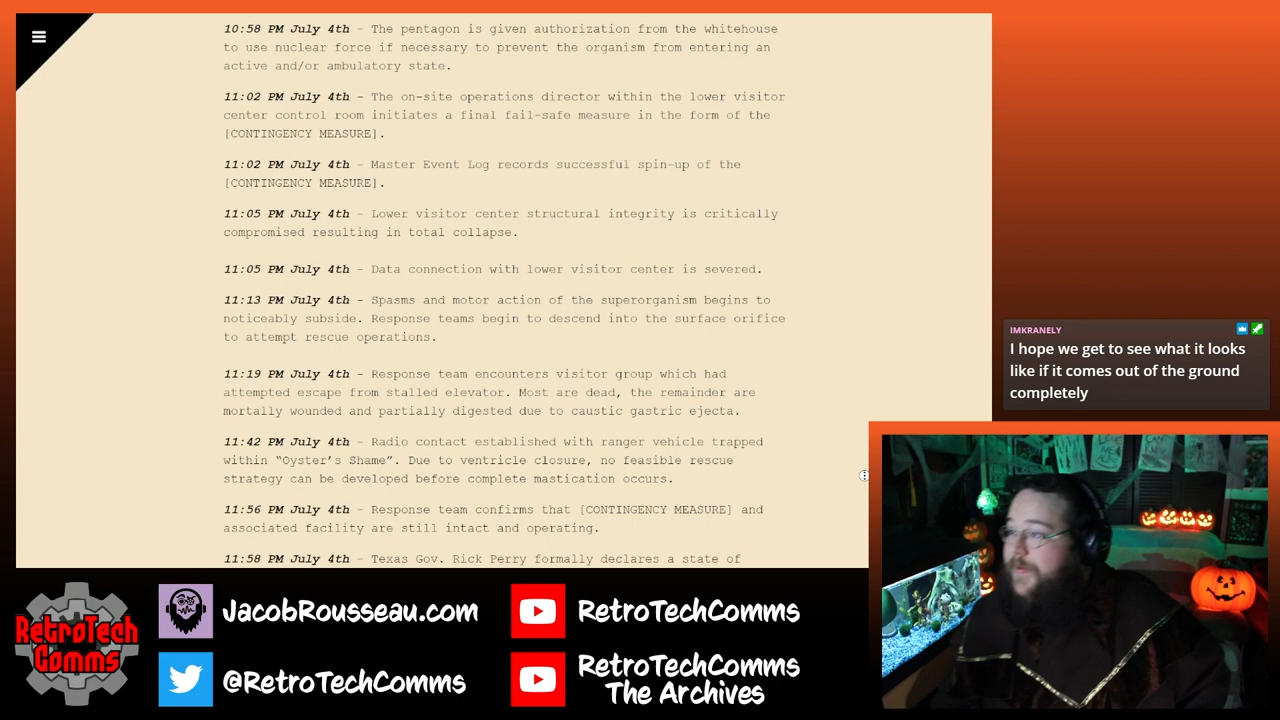 10:58 PM July 4th – The pentagon is given authorization from the whitehouse
to use nuclear force if necessary to prevent the organism from entering an
active and/or ambulatory state.
11:02 PM July 4th - The on-site operations director within the lower visitor
center control room initiates a final fail-safe measure in the form of the
[CONTINGENCY MEASURE].
11:02 PM July 4th – Master Event Log records successful spin-up of the
[CONTINGENCY MEASURE].
11:05 PM July 4th - Lower visitor center structural integrity is critically
compromised resulting in total collapse.
11:05 PM July 4th – Data connection with lower visitor center is severed.
11:13 PM July 4th - Spasms and motor action of the superorganism begins to
noticeably subside. Response teams begin to descend into the surface orifice
to attempt rescue operations.
11:19 PM July 4th - Response team encounters visitor group which had
attempted escape from stalled elevator. Most are dead, the remainder are
mortally wounded and partially digested due to caustic gastric ejecta.
11:42 PM July 4th – Radio contact established with ranger vehicle trapped
within “Oyster’s Shame”. Due to ventricle closure, no feasible rescue
strategy can be developed before complete mastication occurs.
11:56 PM July 4th – Response team confirms that [CONTINGENCY MEASURE] and
associated facility are still intact and operating.
11:58 PM July 4th – Texas Gov. Rick Perry formally declares a state of
IMKRANELY
I hope we get to see what it looks
like if it comes out of the ground
completely
RetroTech
Comms
JacobRousseau.com
@RetroTechComms
RetroTechComms
RetroTechComms
The Archives